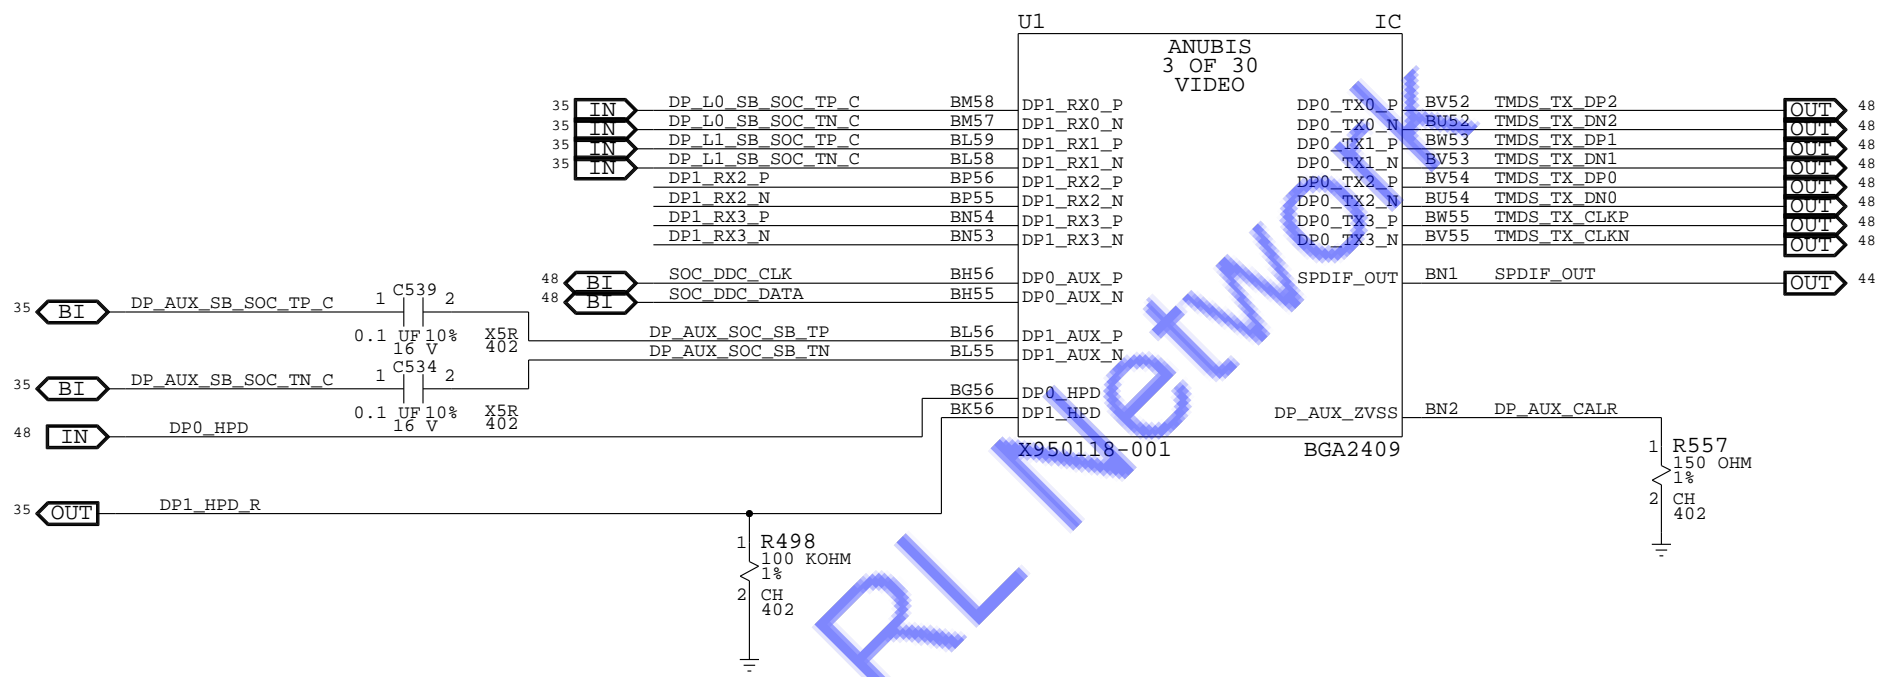 U1 IC
ANUBIS
3 OF 30
VIDEO
35 IN DP_L0_SB_SOC_TP_C BM58 DP1_RX0_P DP0_TX0_P BV52 TMDS_TX_DP2 OUT 48
35 IN DP_L0_SB_SOC_TN_C BM57 DP1_RX0_N DP0_TX0_N BU52 TMDS_TX_DN2 OUT 48
35 IN DP_L1_SB_SOC_TP_C BL59 DP1_RX1_P DP0_TX1_P BW53 TMDS_TX_DP1 OUT 48
35 IN DP_L1_SB_SOC_TN_C BL58 DP1_RX1_N DP0_TX1_N BV53 TMDS_TX_DN1 OUT 48
DP1_RX2_P BP56 DP1_RX2_P DP0_TX2_P BV54 TMDS_TX_DP0 OUT 48
DP1_RX2_N BP55 DP1_RX2_N DP0_TX2_N BU54 TMDS_TX_DN0 OUT 48
DP1_RX3_P BN54 DP1_RX3_P DP0_TX3_P BW55 TMDS_TX_CLKP OUT 48
DP1_RX3_N BN53 DP1_RX3_N DP0_TX3_N BV55 TMDS_TX_CLKN OUT 48
48 BI SOC_DDC_CLK BH56 DP0_AUX_P SPDIF_OUT BN1 SPDIF_OUT OUT 44
48 BI SOC_DDC_DATA BH55 DP0_AUX_N
35 BI DP_AUX_SB_SOC_TP_C 1 C539 2
0.1 UF 10% X5R
16 V 402
DP_AUX_SOC_SB_TP BL56 DP1_AUX_P
DP_AUX_SOC_SB_TN BL55 DP1_AUX_N
35 BI DP_AUX_SB_SOC_TN_C 1 C534 2
0.1 UF 10% X5R
16 V 402
BG56 DP0_HPD
BK56 DP1_HPD DP_AUX_ZVSS BN2 DP_AUX_CALR
48 IN DP0_HPD
X950118-001 BGA2409
1 R557
150 OHM
1%
2 CH
402
35 OUT DP1_HPD_R
1 R498
100 KOHM
1%
2 CH
402
RL Network